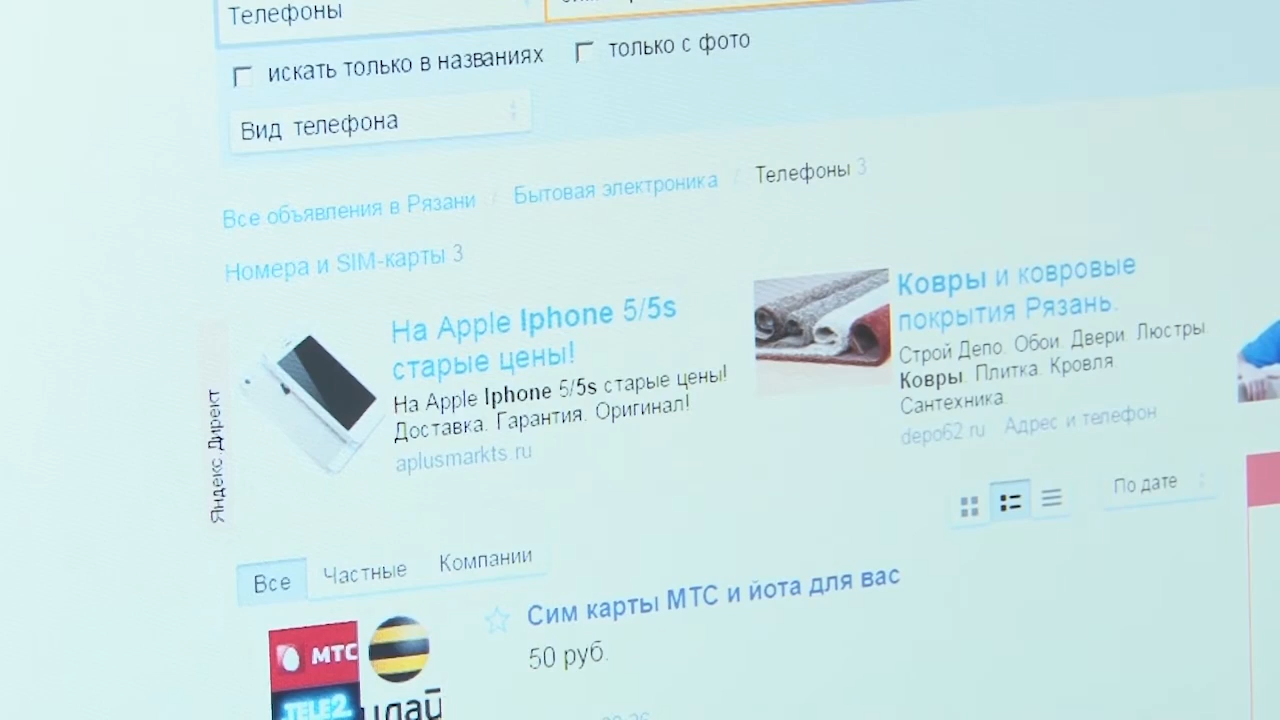 Телефоны
искать только в названиях
только с фото
Вид телефона
Все объявления в Рязани / Бытовая электроника / Телефоны 3
Номера и SIM-карты 3
Яндекс.Директ
На Apple Iphone 5/5s
старые цены!
На Apple Iphone 5/5s старые цены!
Доставка. Гарантия. Оригинал!
aplusmarkts.ru
Ковры и ковровые
покрытия Рязань.
Строй Депо. Обои. Двери. Люстры.
Ковры. Плитка. Кровля.
Сантехника.
depo62.ru Адрес и телефон
По дате
Все Частные Компании
Сим карты МТС и йота для вас
50 руб.
МТС
TELE2